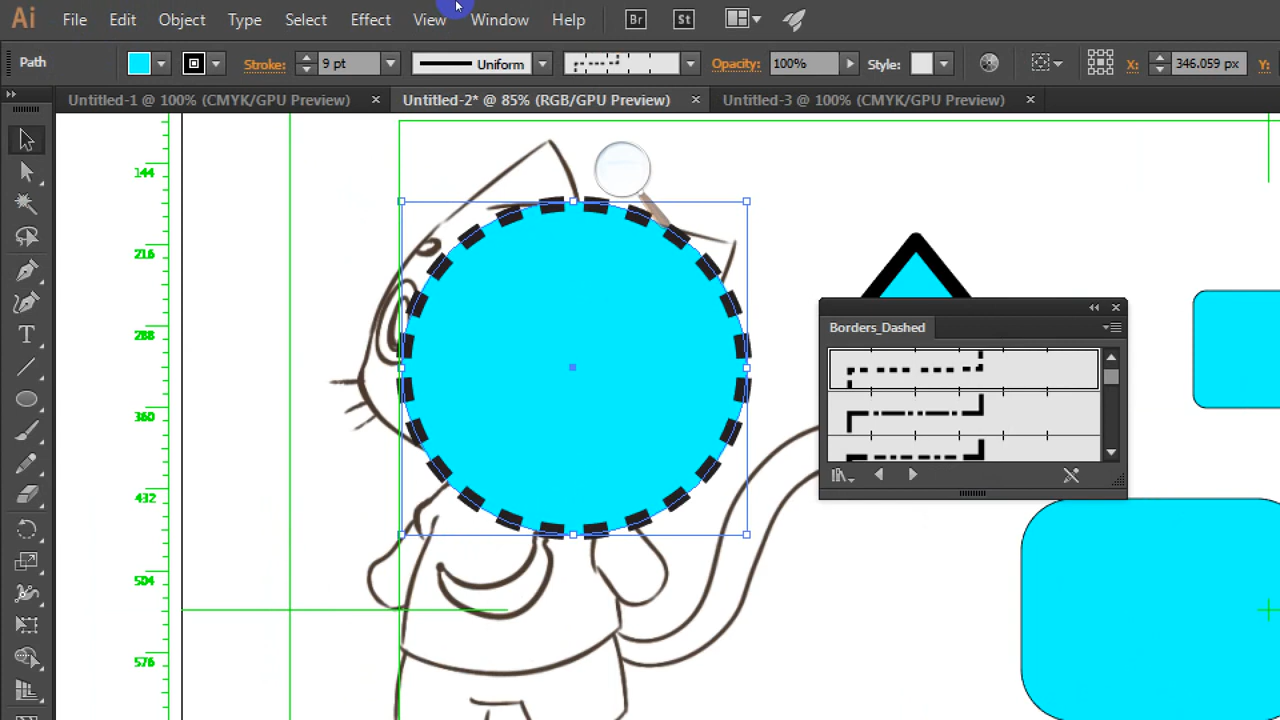 Ai File Edit Object Type Select Effect View Window Help Br St
Path Stroke: 9 pt Uniform Opacity: 100% Style: X: 346.059 px Y:
Untitled-1 @ 100% (CMYK/GPU Preview) × Untitled-2* @ 85% (RGB/GPU Preview) × Untitled-3 @ 100% (CMYK/GPU Preview) ×
144
216
288
360
432
504
576
Borders_Dashed